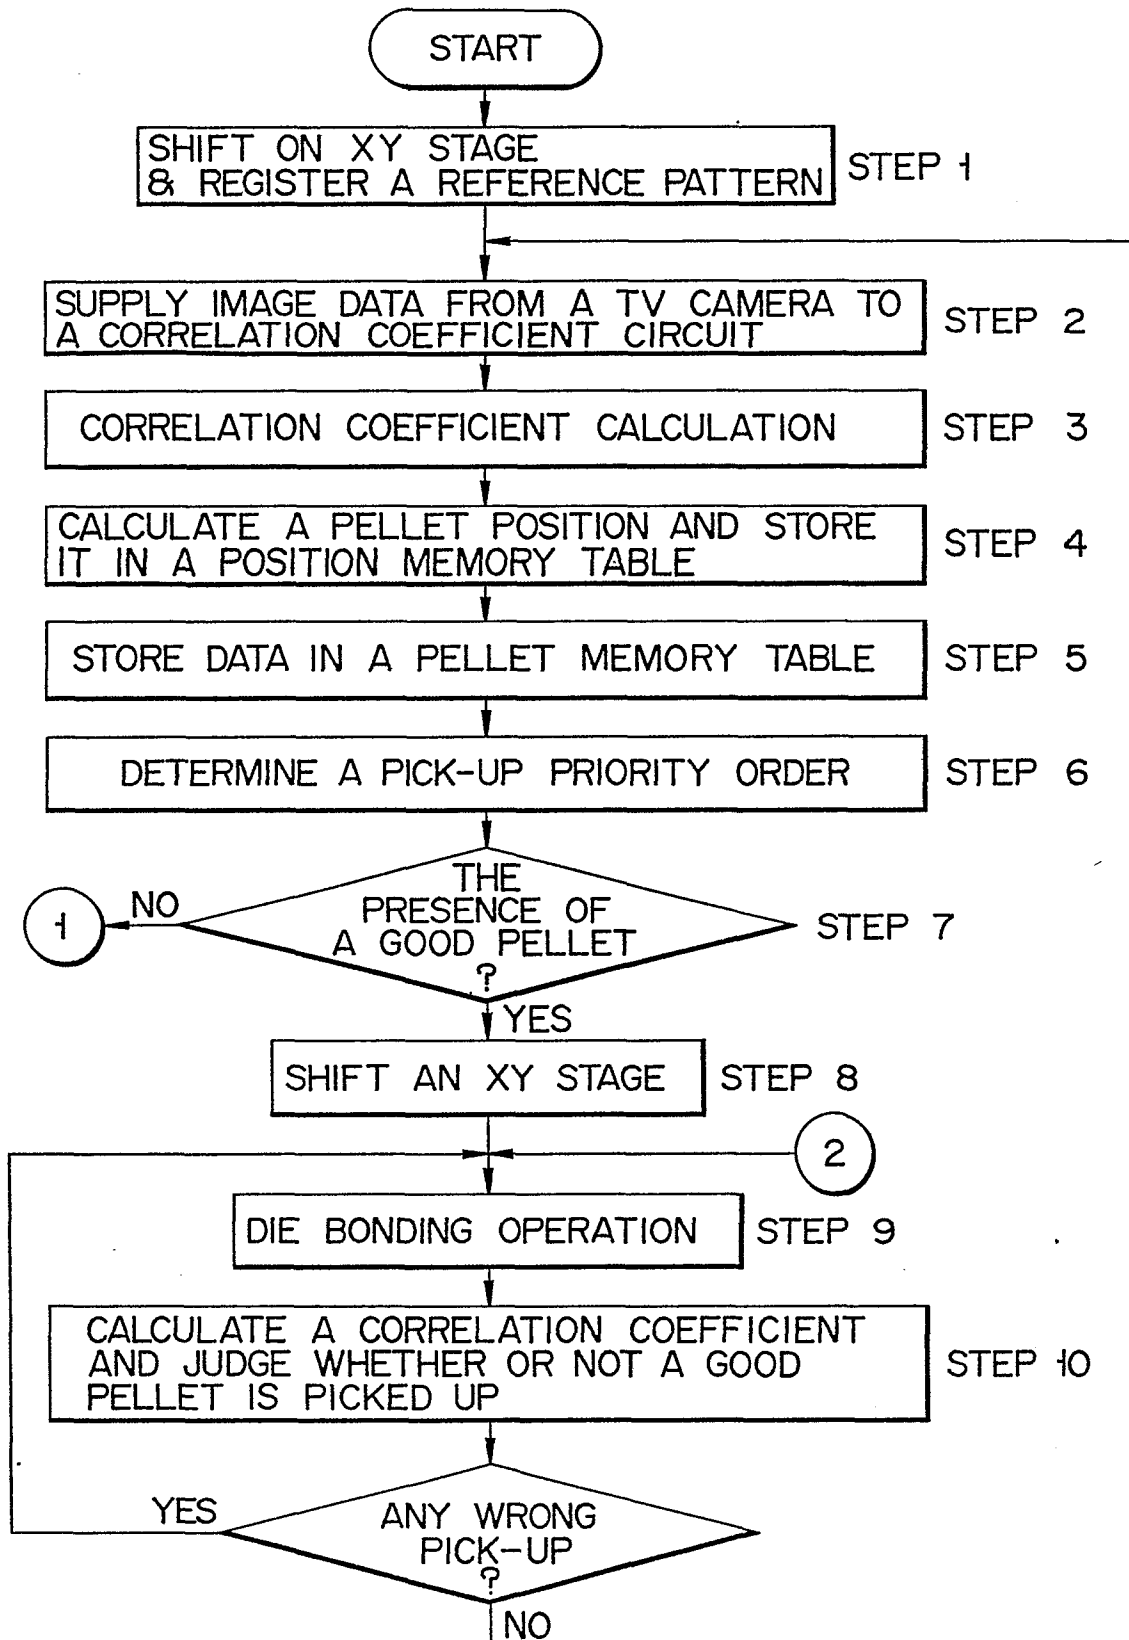 START
SHIFT ON XY STAGE
& REGISTER A REFERENCE PATTERN
STEP 1
SUPPLY IMAGE DATA FROM A TV CAMERA TO
A CORRELATION COEFFICIENT CIRCUIT
STEP 2
CORRELATION COEFFICIENT CALCULATION
STEP 3
CALCULATE A PELLET POSITION AND STORE
IT IN A POSITION MEMORY TABLE
STEP 4
STORE DATA IN A PELLET MEMORY TABLE
STEP 5
DETERMINE A PICK-UP PRIORITY ORDER
STEP 6
THE
PRESENCE OF
A GOOD PELLET
?
STEP 7
NO
1
YES
SHIFT AN XY STAGE
STEP 8
2
DIE BONDING OPERATION
STEP 9
CALCULATE A CORRELATION COEFFICIENT
AND JUDGE WHETHER OR NOT A GOOD
PELLET IS PICKED UP
STEP 10
YES
ANY WRONG
PICK-UP
?
NO